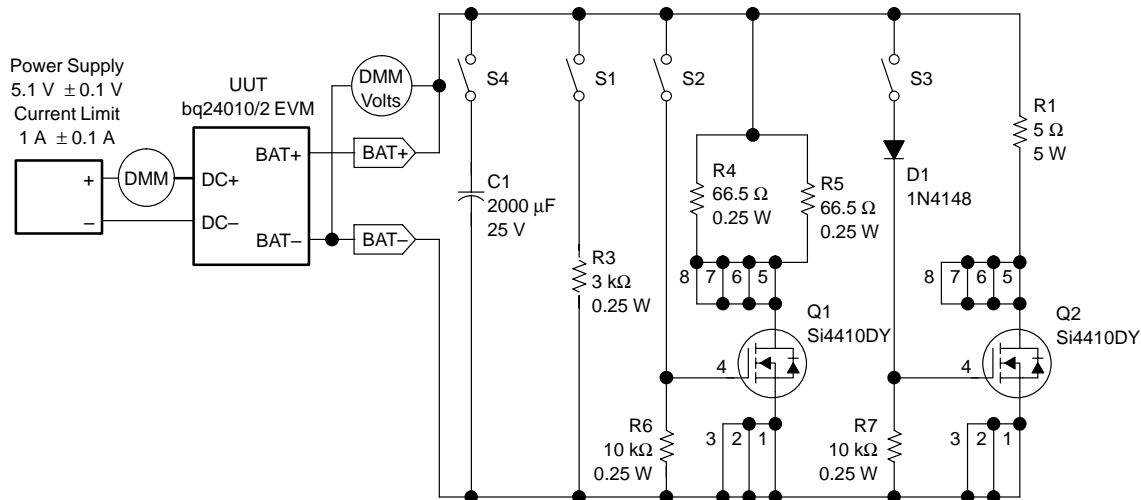 Power Supply
5.1 V ± 0.1 V
Current Limit
1 A ± 0.1 A
+
–
DMM
UUT
bq24010/2 EVM
DC+
DC–
BAT+
BAT–
DMM
Volts
BAT+
BAT–
S4
C1
2000 μF
25 V
S1
R3
3 kΩ
0.25 W
S2
R6
10 kΩ
0.25 W
R4
66.5 Ω
0.25 W
R5
66.5 Ω
0.25 W
8 7 6 5
Q1
Si4410DY
4
3 2 1
S3
D1
1N4148
R7
10 kΩ
0.25 W
R1
5 Ω
5 W
8 7 6 5
Q2
Si4410DY
4
3 2 1